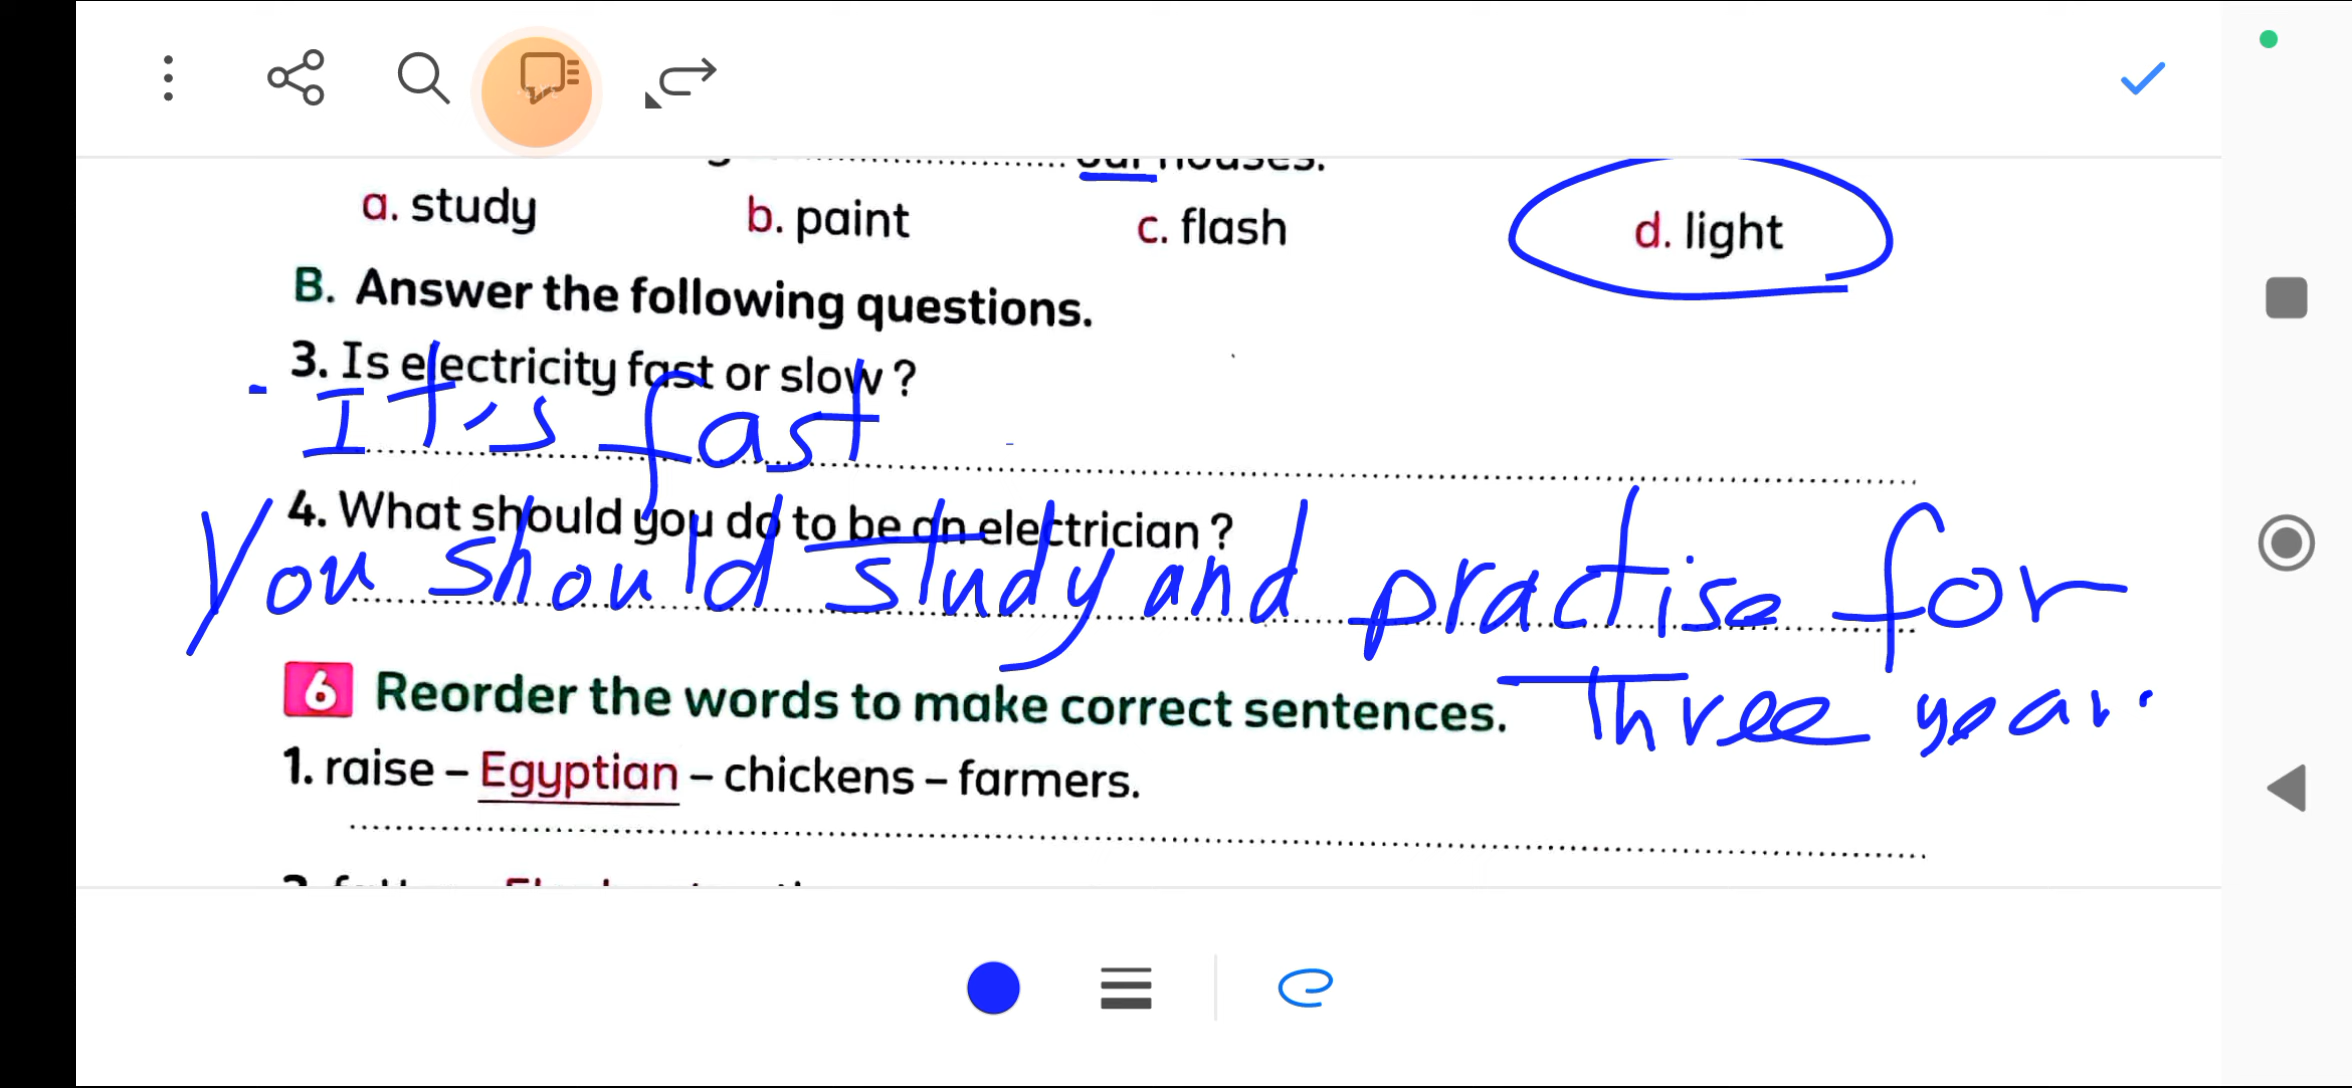 our houses.
a. study b. paint c. flash d. light
B. Answer the following questions.
3. Is electricity fast or slow?
- It's fast
4. What should you do to be an electrician?
You should study and practise for
three year.
6 Reorder the words to make correct sentences.
1. raise – Egyptian – chickens – farmers.